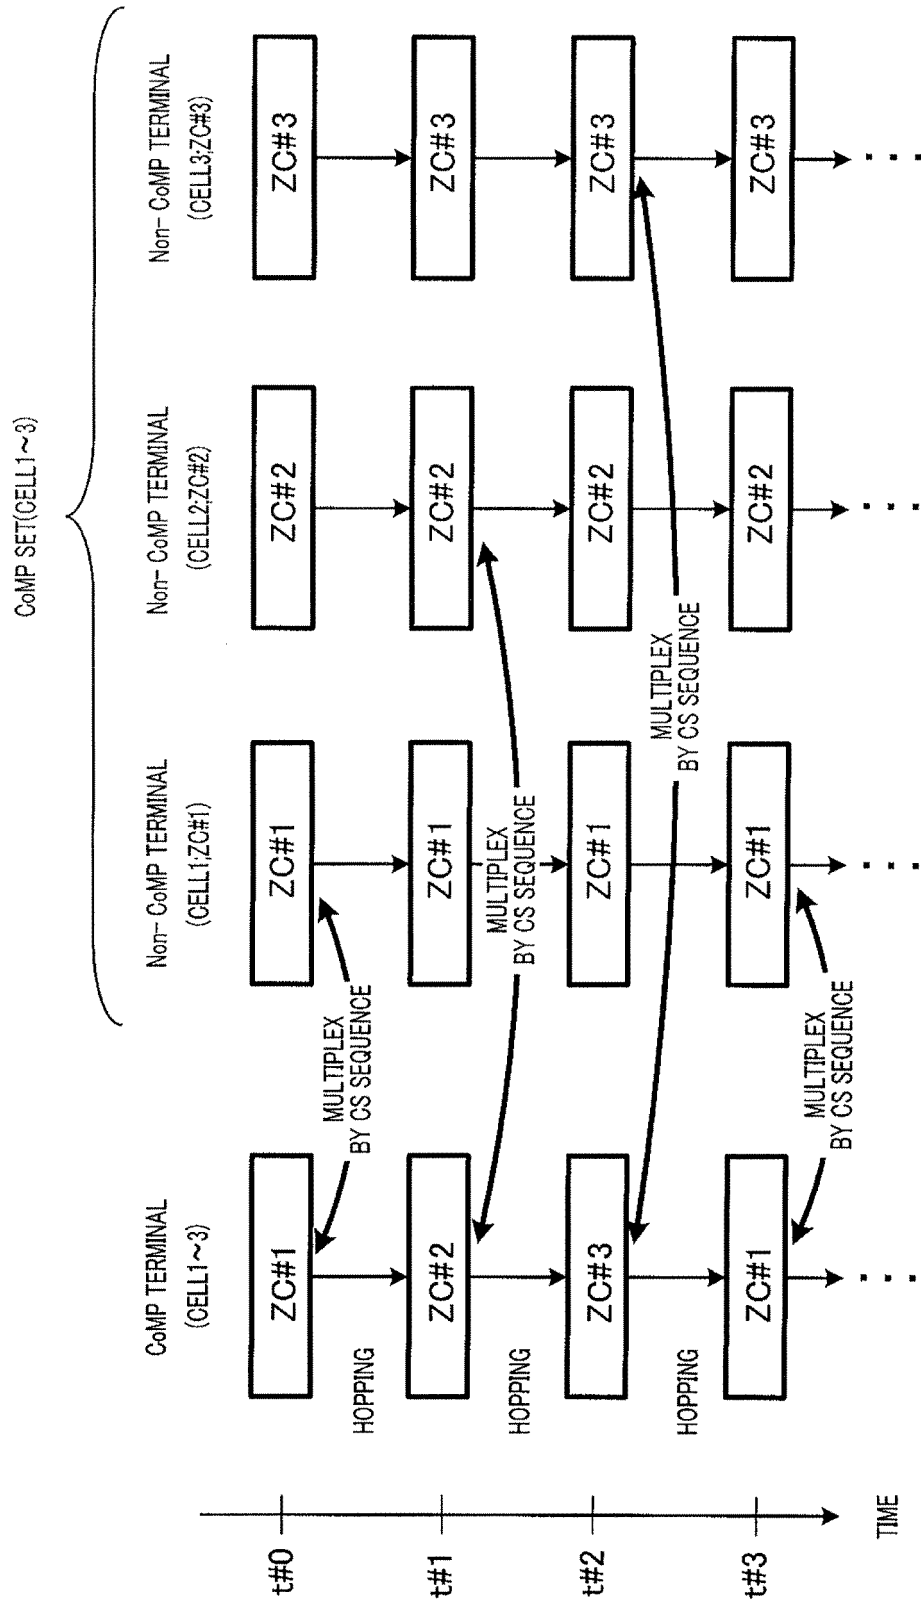 CoMP SET(CELL1~3)
CoMP TERMINAL
(CELL1~3)
Non- CoMP TERMINAL
(CELL1;ZC#1)
Non- CoMP TERMINAL
(CELL2;ZC#2)
Non- CoMP TERMINAL
(CELL3;ZC#3)
t#0
ZC#1
ZC#1
ZC#2
ZC#3
HOPPING
MULTIPLEX
BY CS SEQUENCE
t#1
ZC#2
ZC#1
ZC#2
ZC#3
HOPPING
MULTIPLEX
BY CS SEQUENCE
t#2
ZC#3
ZC#1
ZC#2
ZC#3
HOPPING
MULTIPLEX
BY CS SEQUENCE
t#3
ZC#1
ZC#1
ZC#2
ZC#3
MULTIPLEX
BY CS SEQUENCE
TIME